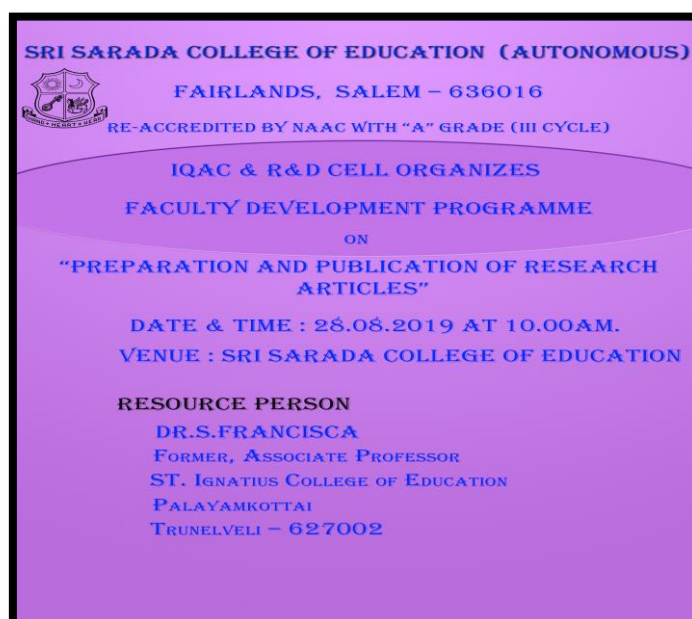 SRI SARADA COLLEGE OF EDUCATION (AUTONOMOUS)
FAIRLANDS, SALEM – 636016
RE-ACCREDITED BY NAAC WITH “A” GRADE (III CYCLE)
HAND HEART HEAD
IQAC & R&D CELL ORGANIZES
FACULTY DEVELOPMENT PROGRAMME
ON
“PREPARATION AND PUBLICATION OF RESEARCH
ARTICLES”
DATE & TIME : 28.08.2019 AT 10.00AM.
VENUE : SRI SARADA COLLEGE OF EDUCATION
RESOURCE PERSON
DR.S.FRANCISCA
FORMER, ASSOCIATE PROFESSOR
ST. IGNATIUS COLLEGE OF EDUCATION
PALAYAMKOTTAI
TRUNELVELI – 627002